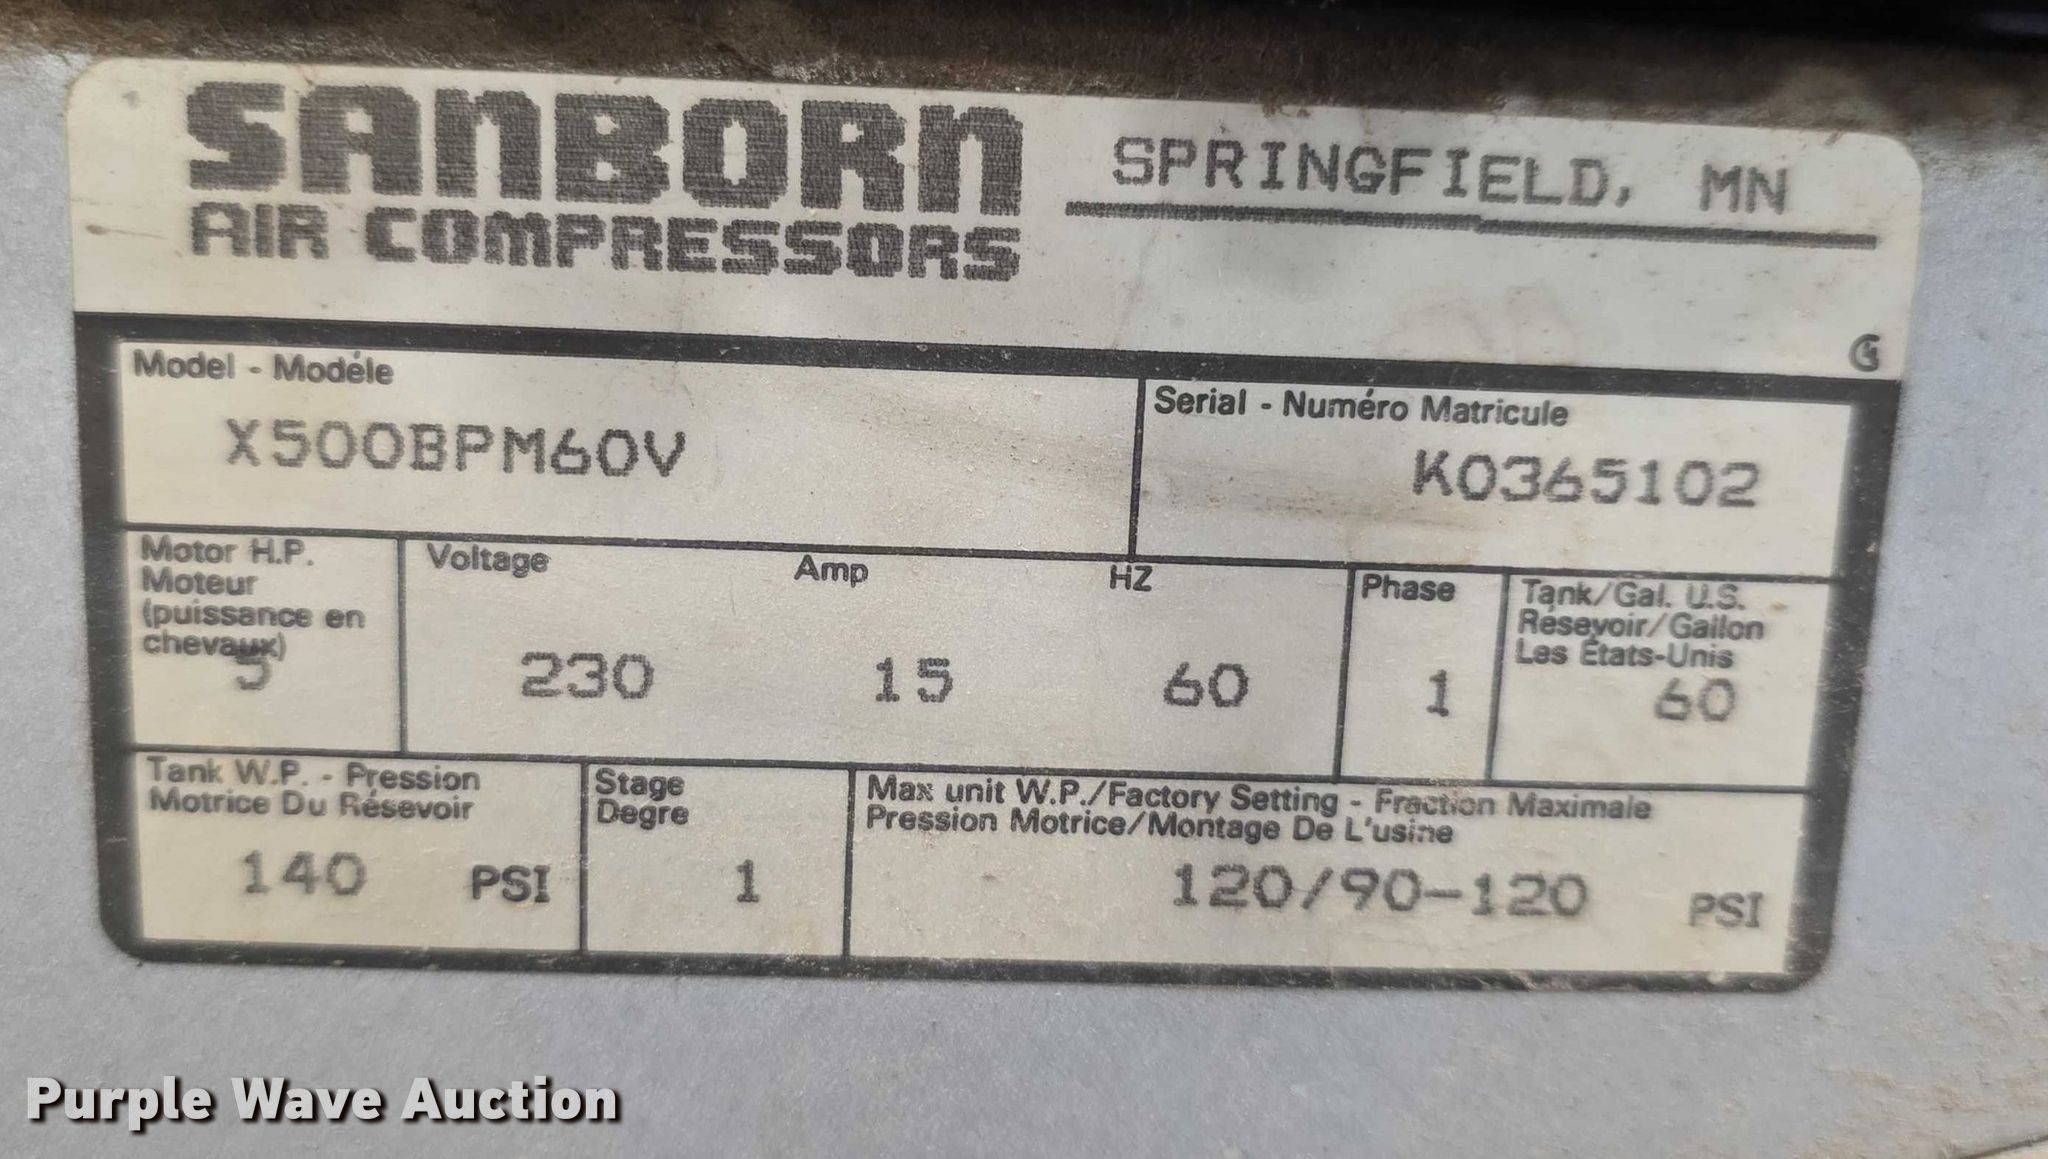 SANBORN
AIR COMPRESSORS
SPRINGFIELD, MN
G
Model - Modéle
X500BPM60V
Serial - Numéro Matricule
K0365102
Motor H.P.
Moteur
(puissance en
chevaux)
5
Voltage
230
Amp
15
HZ
60
Phase
1
Tank/Gal. U.S.
Résevoir/Gallon
Les États-Unis
60
Tank W.P. - Pression
Motrice Du Résevoir
140 PSI
Stage
Degre
1
Max unit W.P./Factory Setting - Fraction Maximale
Pression Motrice/Montage De L'usine
120/90-120 PSI
Purple Wave Auction